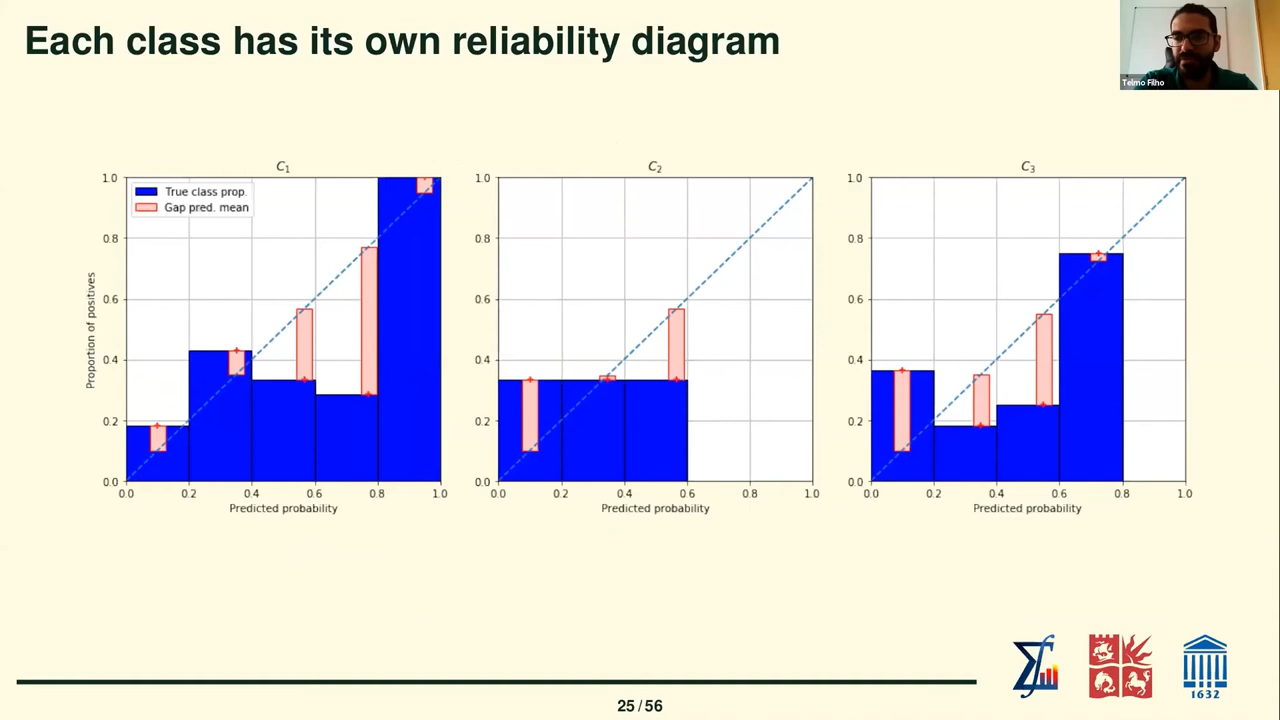 Each class has its own reliability diagram
Telmo Filho
C1
True class prop.
Gap pred. mean
Proportion of positives
1.0
0.8
0.6
0.4
0.2
0.0
0.0 0.2 0.4 0.6 0.8 1.0
Predicted probability
C2
1.0
0.8
0.6
0.4
0.2
0.0
0.0 0.2 0.4 0.6 0.8 1.0
Predicted probability
C3
1.0
0.8
0.6
0.4
0.2
0.0
0.0 0.2 0.4 0.6 0.8 1.0
Predicted probability
1632
25 / 56